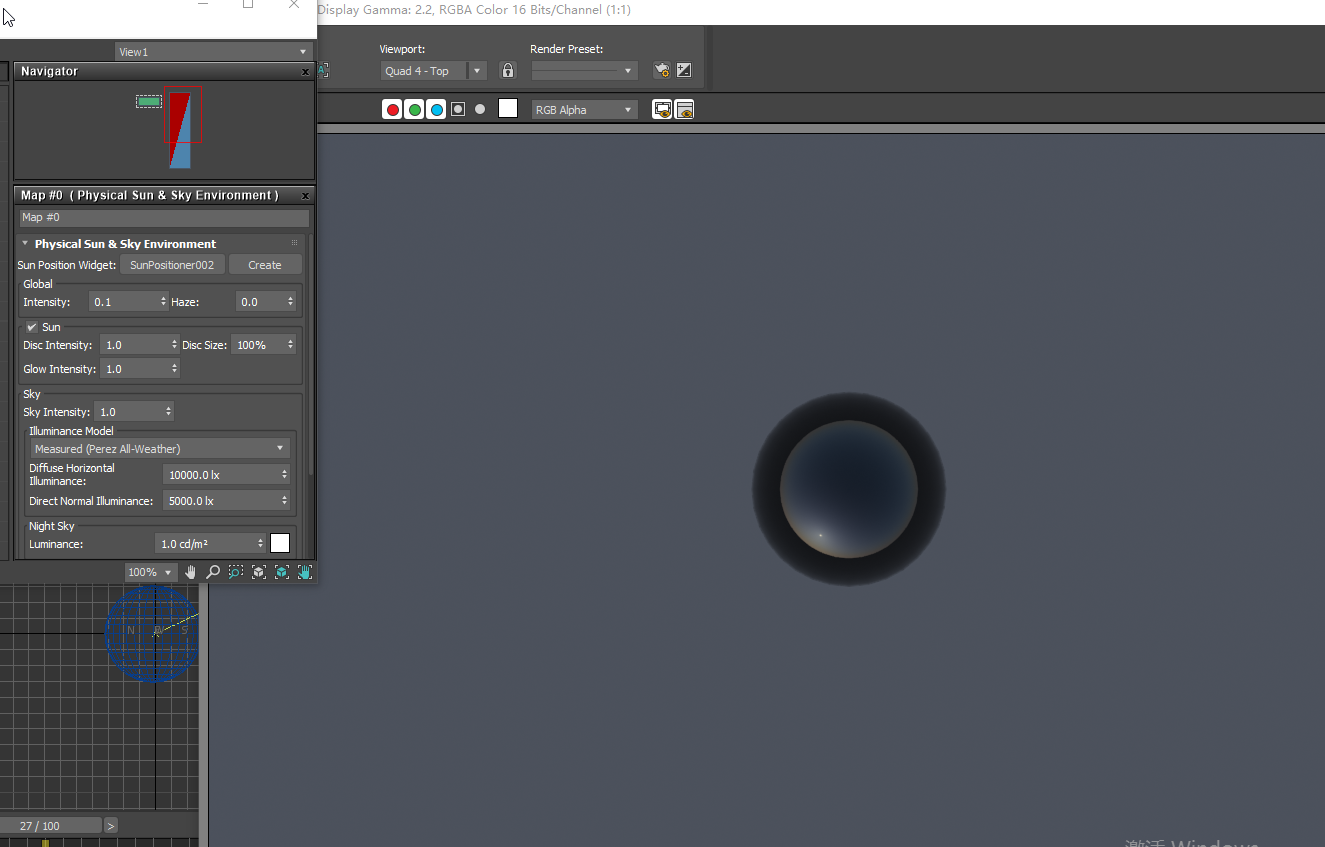 Display Gamma: 2.2, RGBA Color 16 Bits/Channel (1:1)
View1
Navigator
Viewport:
Render Preset:
Quad 4 - Top
RGB Alpha
Map #0 ( Physical Sun & Sky Environment )
Map #0
Physical Sun & Sky Environment
Sun Position Widget: SunPositioner002 Create
Global
Intensity: 0.1 Haze: 0.0
Sun
Disc Intensity: 1.0 Disc Size: 100%
Glow Intensity: 1.0
Sky
Sky Intensity: 1.0
Illuminance Model
Measured (Perez All-Weather)
Diffuse Horizontal
Illuminance: 10000.0 lx
Direct Normal Illuminance: 5000.0 lx
Night Sky
Luminance: 1.0 cd/m²
100%
N S
27 / 100 >
激活 Windows